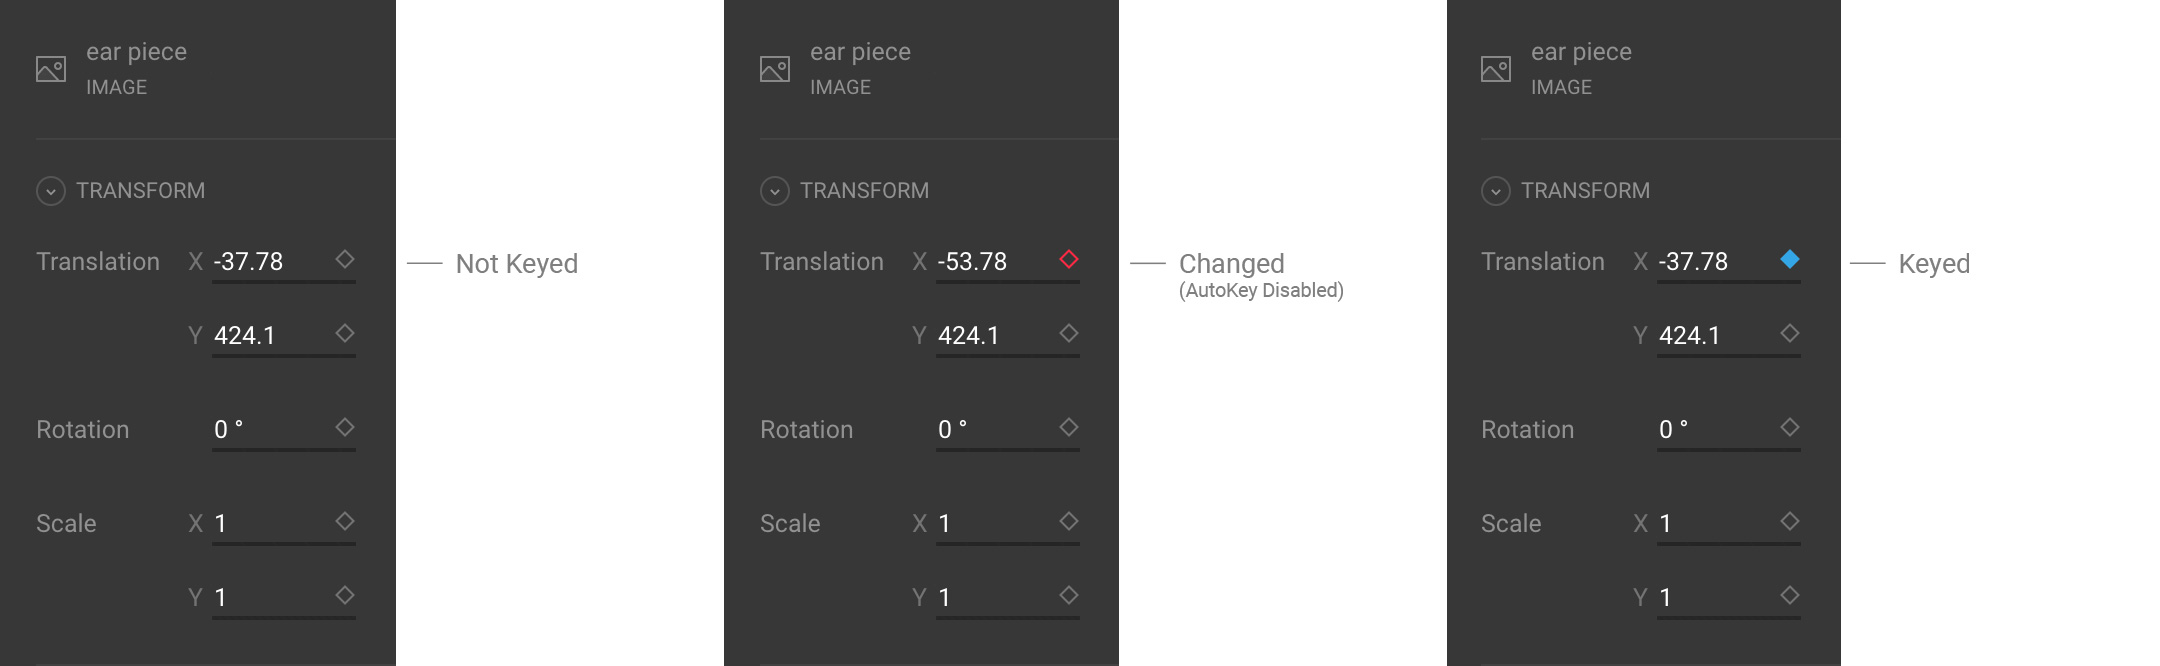 ear piece
IMAGE
TRANSFORM
Translation X -37.78
Not Keyed
Y 424.1
Rotation 0 °
Scale X 1
Y 1
ear piece
IMAGE
TRANSFORM
Translation X -53.78
Changed
(AutoKey Disabled)
Y 424.1
Rotation 0 °
Scale X 1
Y 1
ear piece
IMAGE
TRANSFORM
Translation X -37.78
Keyed
Y 424.1
Rotation 0 °
Scale X 1
Y 1